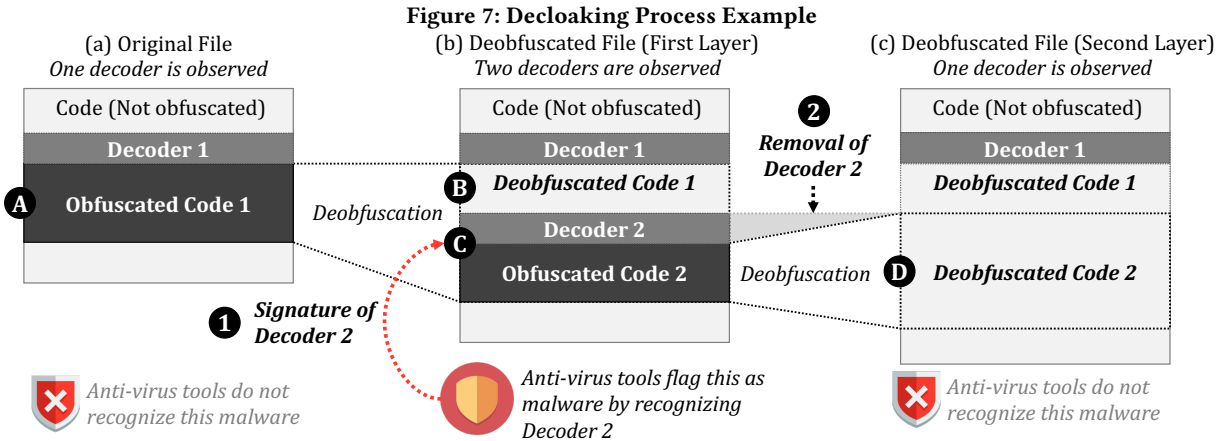 Figure 7: Decloaking Process Example
(a) Original File
One decoder is observed
Code (Not obfuscated)
Decoder 1
A
Obfuscated Code 1
Deobfuscation
(b) Deobfuscated File (First Layer)
Two decoders are observed
Code (Not obfuscated)
Decoder 1
B
Deobfuscated Code 1
C
Decoder 2
Obfuscated Code 2
1
Signature of
Decoder 2
2
Removal of
Decoder 2
Deobfuscation
(c) Deobfuscated File (Second Layer)
One decoder is observed
Code (Not obfuscated)
Decoder 1
Deobfuscated Code 1
D
Deobfuscated Code 2
Anti-virus tools do not
recognize this malware
Anti-virus tools flag this as
malware by recognizing
Decoder 2
Anti-virus tools do not
recognize this malware